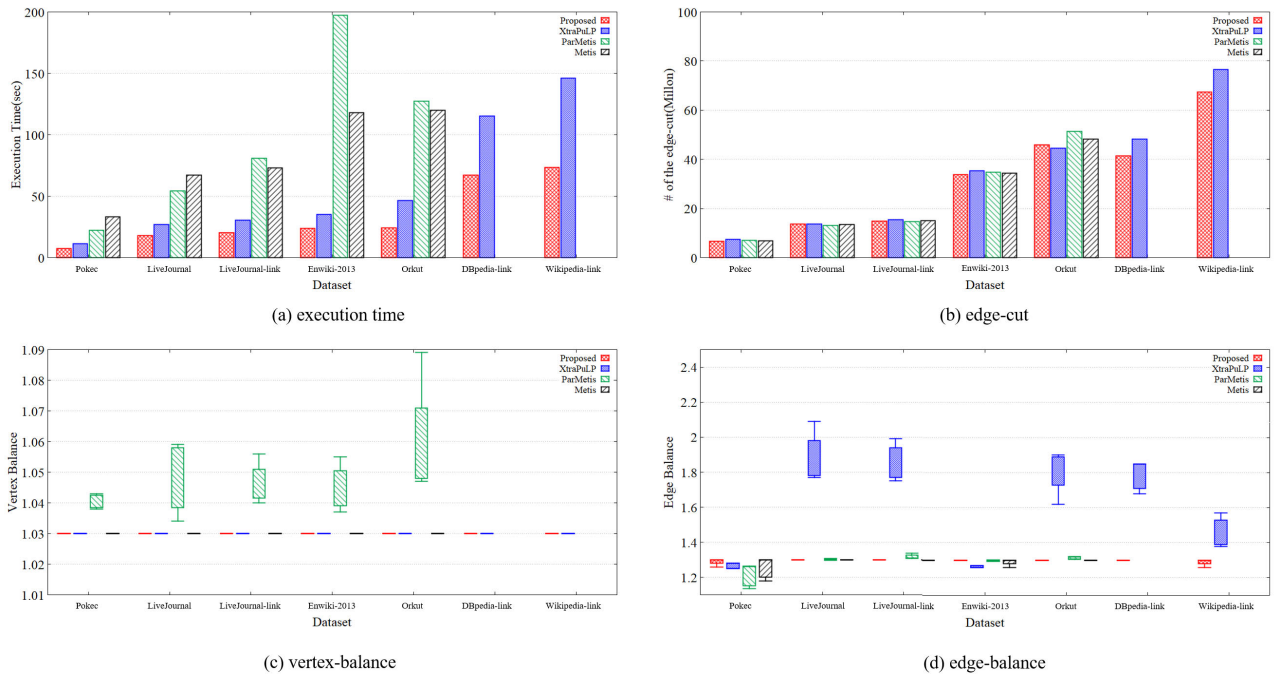 200
150
100
50
0
Execution Time(sec)
Proposed
XtraPuLP
ParMetis
Metis
Pokec LiveJournal LiveJournal-link Enwiki-2013 Orkut DBpedia-link Wikipedia-link
Dataset
(a) execution time
100
80
60
40
20
0
# of the edge-cut(Millon)
Proposed
XtraPuLP
ParMetis
Metis
Pokec LiveJournal LiveJournal-link Enwiki-2013 Orkut DBpedia-link Wikipedia-link
Dataset
(b) edge-cut
1.09
1.08
1.07
1.06
1.05
1.04
1.03
1.02
1.01
Vertex Balance
Proposed
XtraPuLP
ParMetis
Metis
Pokec LiveJournal LiveJournal-link Enwiki-2013 Orkut DBpedia-link Wikipedia-link
Dataset
(c) vertex-balance
2.4
2.2
2
1.8
1.6
1.4
1.2
Edge Balance
Proposed
XtraPuLP
ParMetis
Metis
Pokec LiveJournal LiveJournal-link Enwiki-2013 Orkut DBpedia-link Wikipedia-link
Dataset
(d) edge-balance